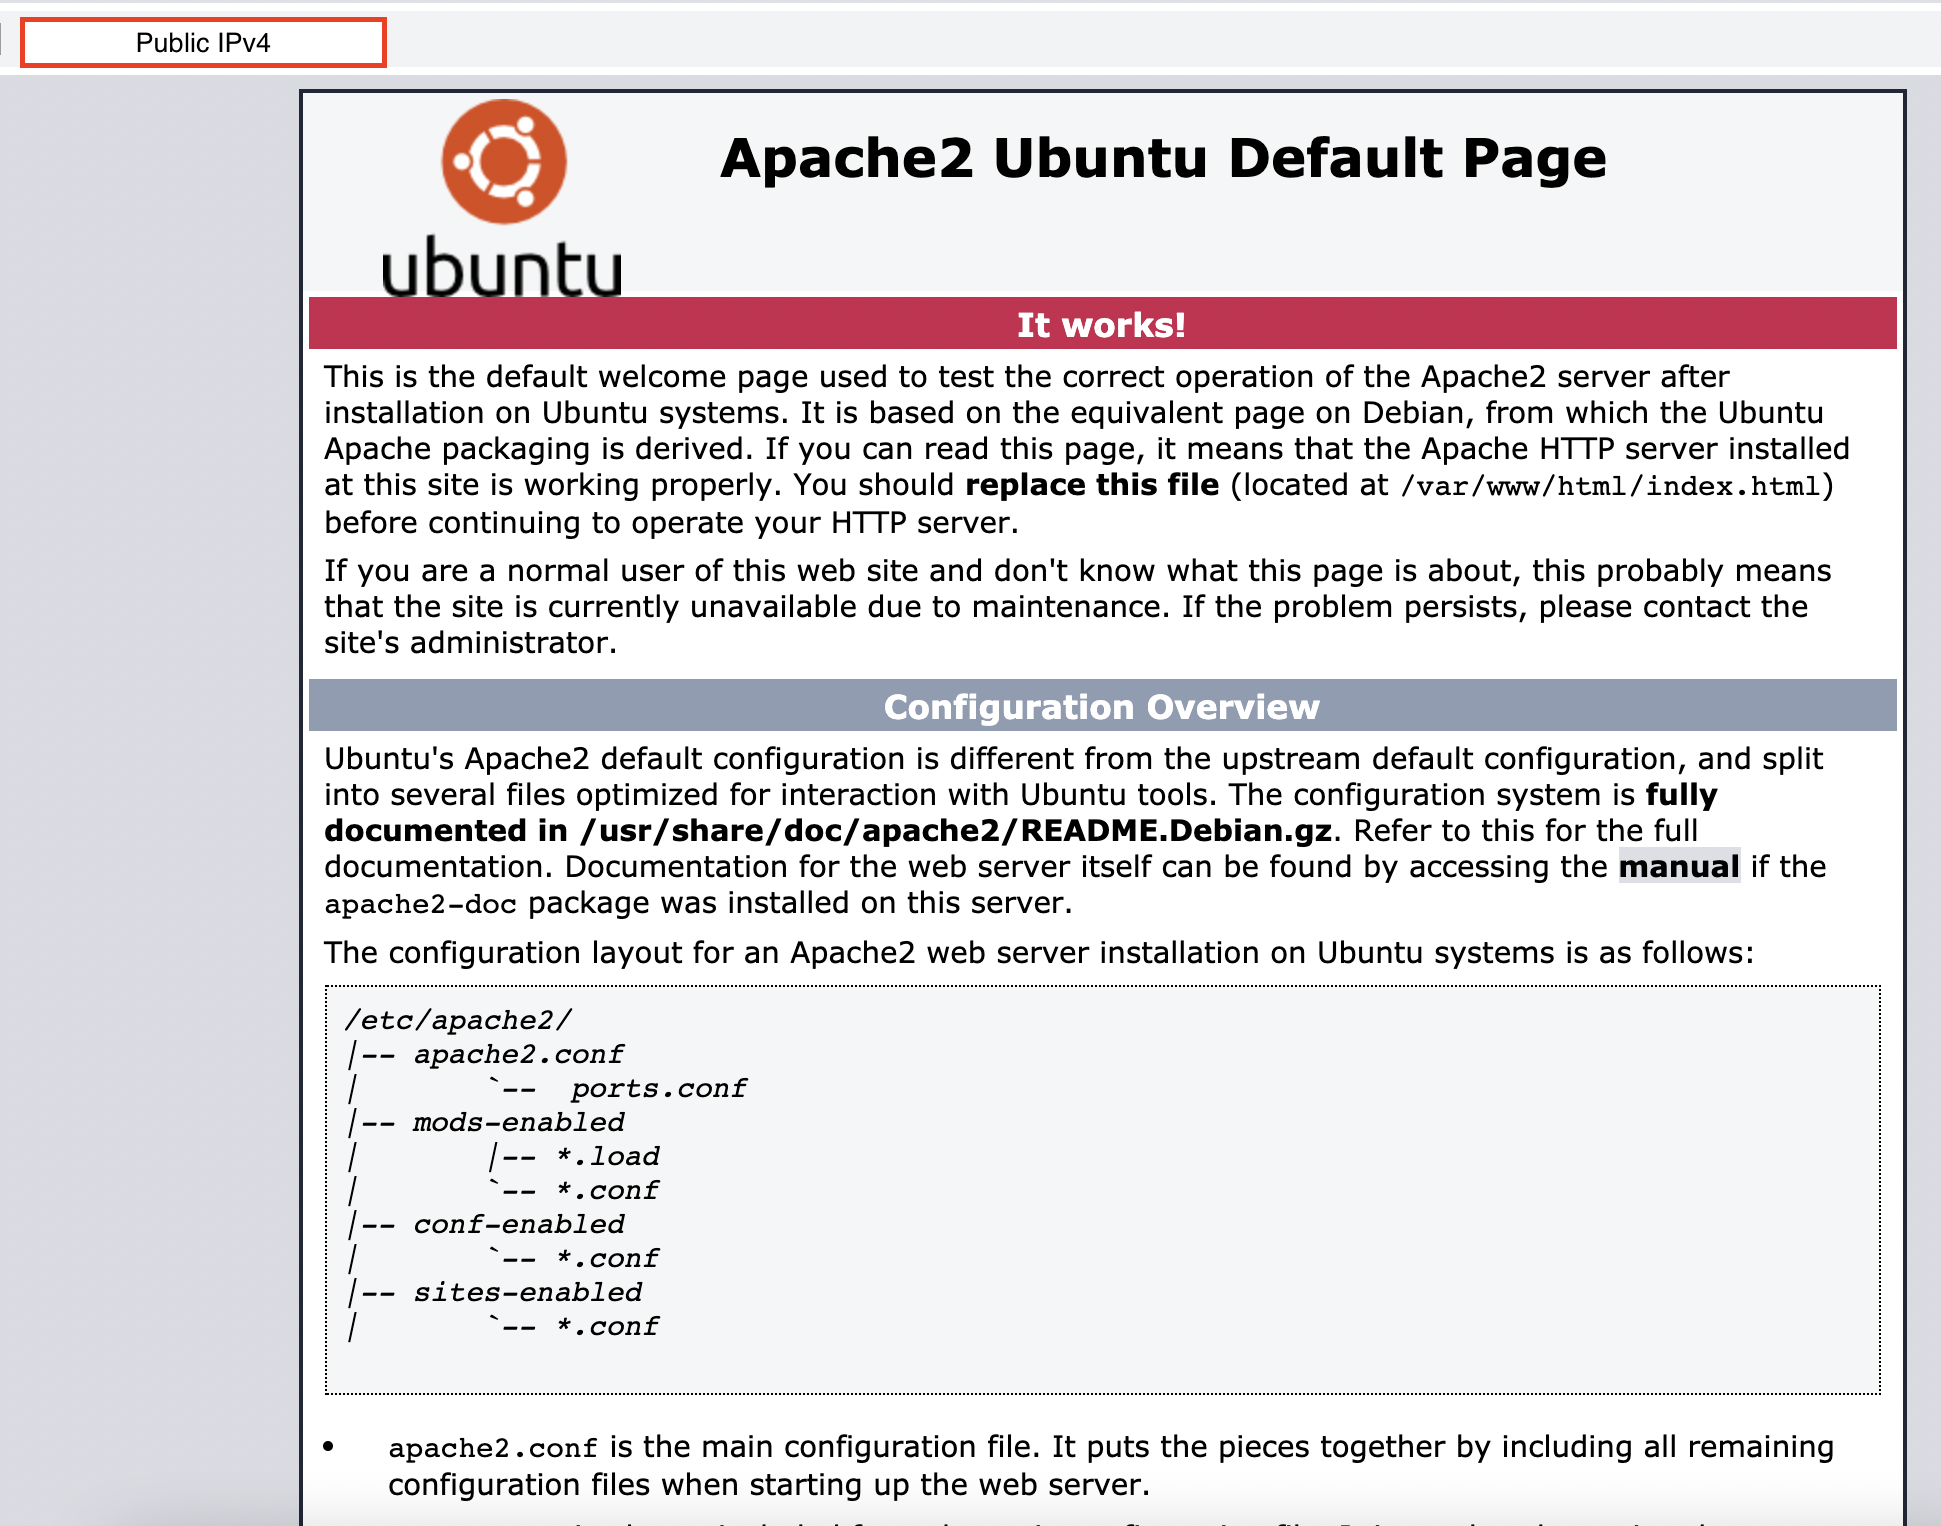 Public IPv4
ubuntu
Apache2 Ubuntu Default Page
It works!
This is the default welcome page used to test the correct operation of the Apache2 server after
installation on Ubuntu systems. It is based on the equivalent page on Debian, from which the Ubuntu
Apache packaging is derived. If you can read this page, it means that the Apache HTTP server installed
at this site is working properly. You should replace this file (located at /var/www/html/index.html)
before continuing to operate your HTTP server.
If you are a normal user of this web site and don't know what this page is about, this probably means
that the site is currently unavailable due to maintenance. If the problem persists, please contact the
site's administrator.
Configuration Overview
Ubuntu's Apache2 default configuration is different from the upstream default configuration, and split
into several files optimized for interaction with Ubuntu tools. The configuration system is fully
documented in /usr/share/doc/apache2/README.Debian.gz. Refer to this for the full
documentation. Documentation for the web server itself can be found by accessing the manual if the
apache2-doc package was installed on this server.
The configuration layout for an Apache2 web server installation on Ubuntu systems is as follows:
/etc/apache2/
|-- apache2.conf
|       `--  ports.conf
|-- mods-enabled
|       |-- *.load
|       `-- *.conf
|-- conf-enabled
|       `-- *.conf
|-- sites-enabled
|       `-- *.conf
• apache2.conf is the main configuration file. It puts the pieces together by including all remaining
configuration files when starting up the web server.